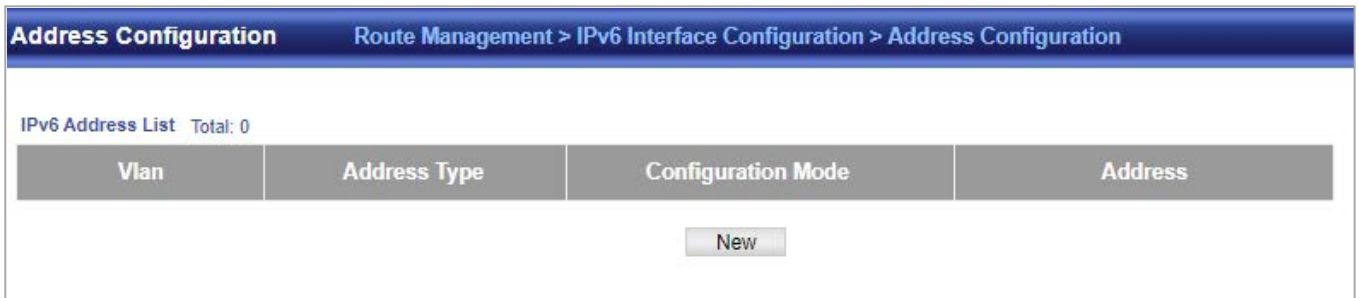 Address Configuration Route Management > IPv6 Interface Configuration > Address Configuration
IPv6 Address List Total: 0
Vlan Address Type Configuration Mode Address
New